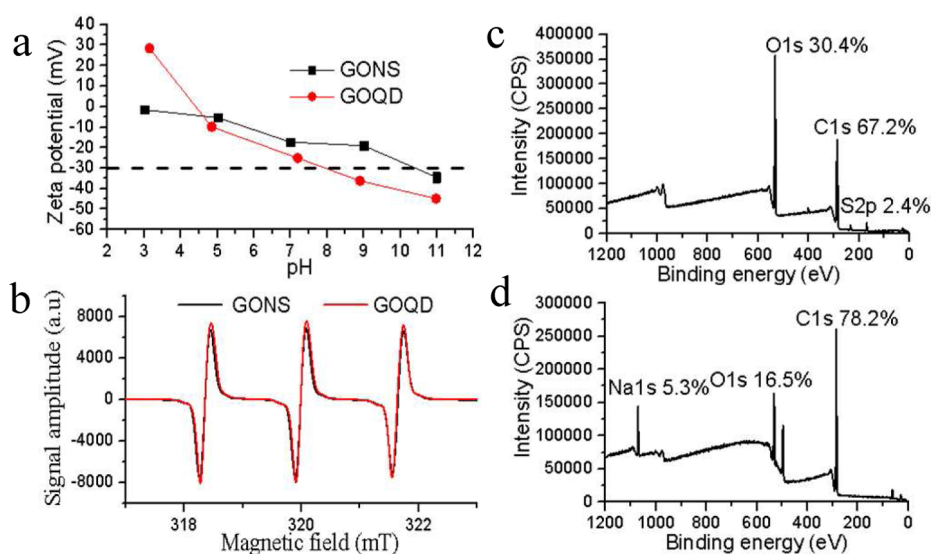 a
Zeta potential (mV)
40
30
20
10
0
-10
-20
-30
-40
-50
-60
GONS
GOQD
2 3 4 5 6 7 8 9 10 11 12
pH
b
Signal amplitude (a.u)
8000
4000
0
-4000
-8000
GONS GOQD
318 320 322
Magnetic field (mT)
c
Intensity (CPS)
400000
350000
300000
250000
200000
150000
100000
50000
0
O1s 30.4%
C1s 67.2%
S2p 2.4%
1200 1000 800 600 400 200 0
Binding energy (eV)
d
Intensity (CPS)
300000
250000
200000
150000
100000
50000
0
C1s 78.2%
Na1s 5.3% O1s 16.5%
1200 1000 800 600 400 200 0
Binding energy (eV)